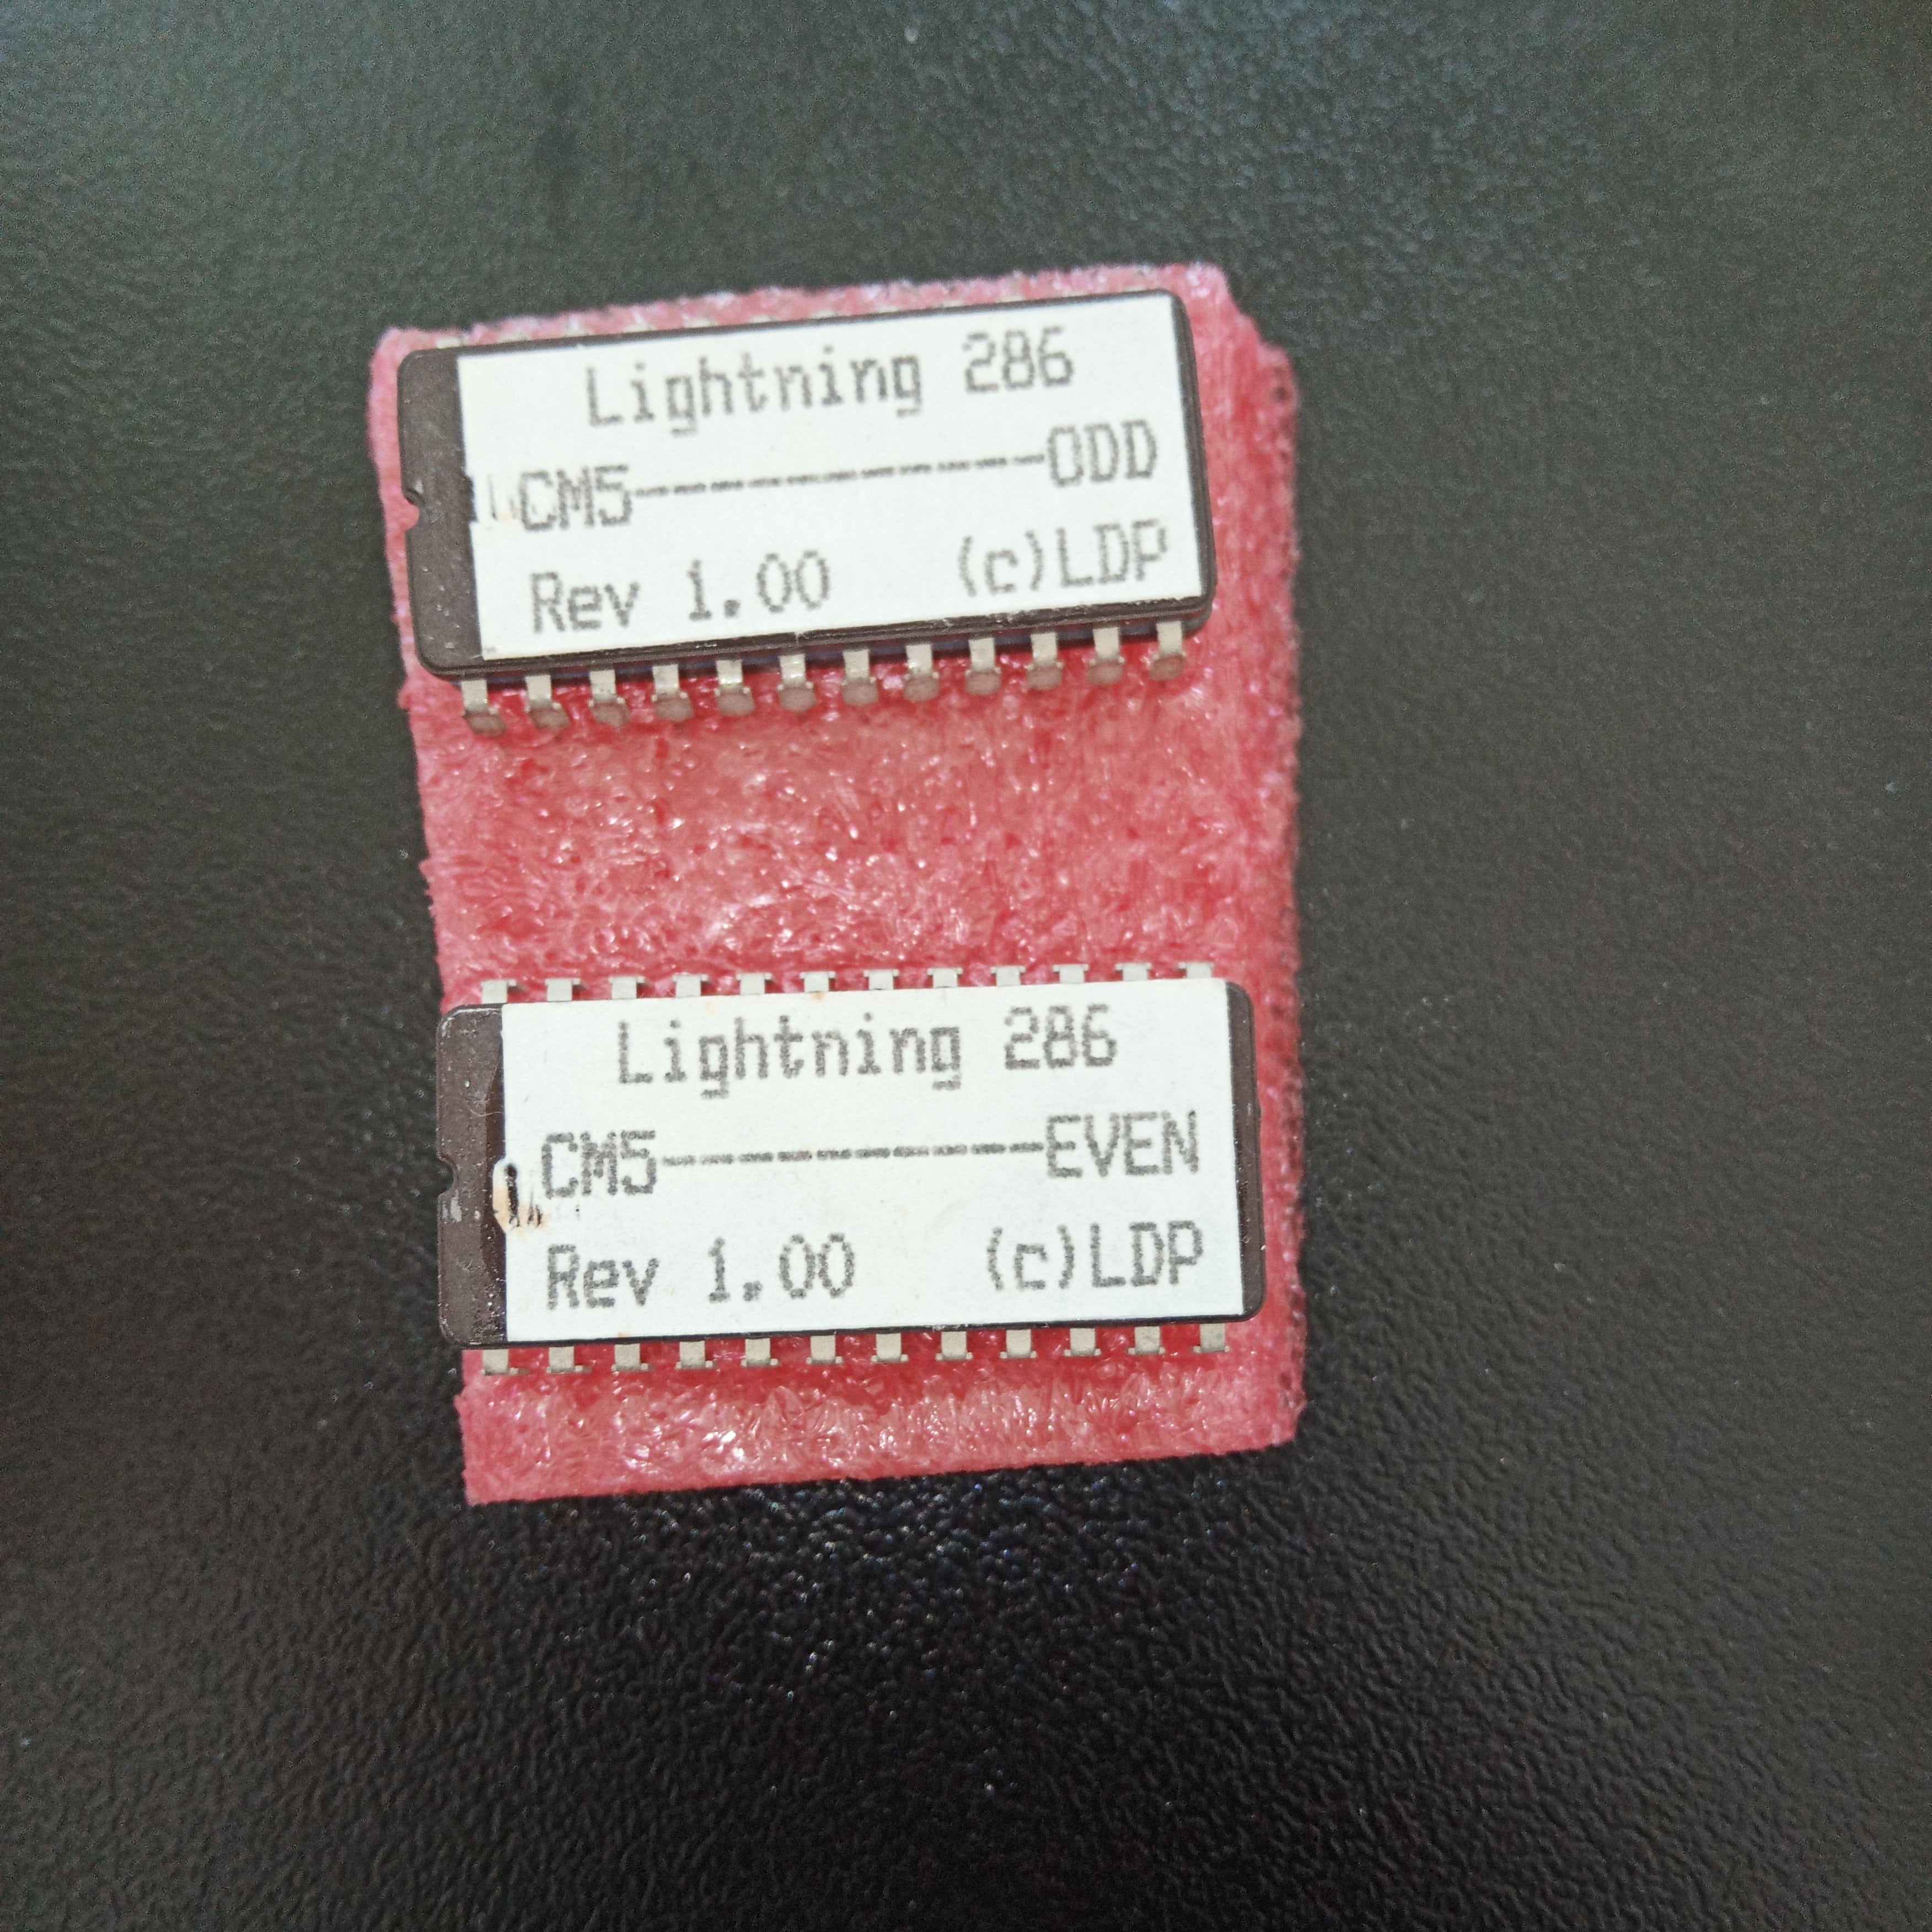 Lightning 286
CM5----------ODD
Rev 1.00 (c)LDP
Lightning 286
CM5----------EVEN
Rev 1.00 (c)LDP